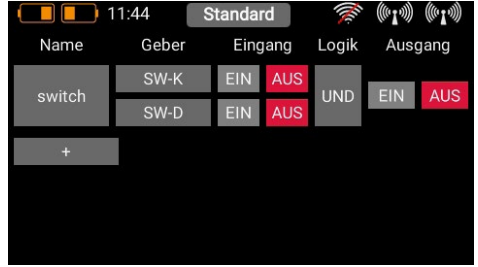 11:44 Standard
Name Geber Eingang Logik Ausgang
switch SW-K EIN AUS UND EIN AUS
SW-D EIN AUS
+